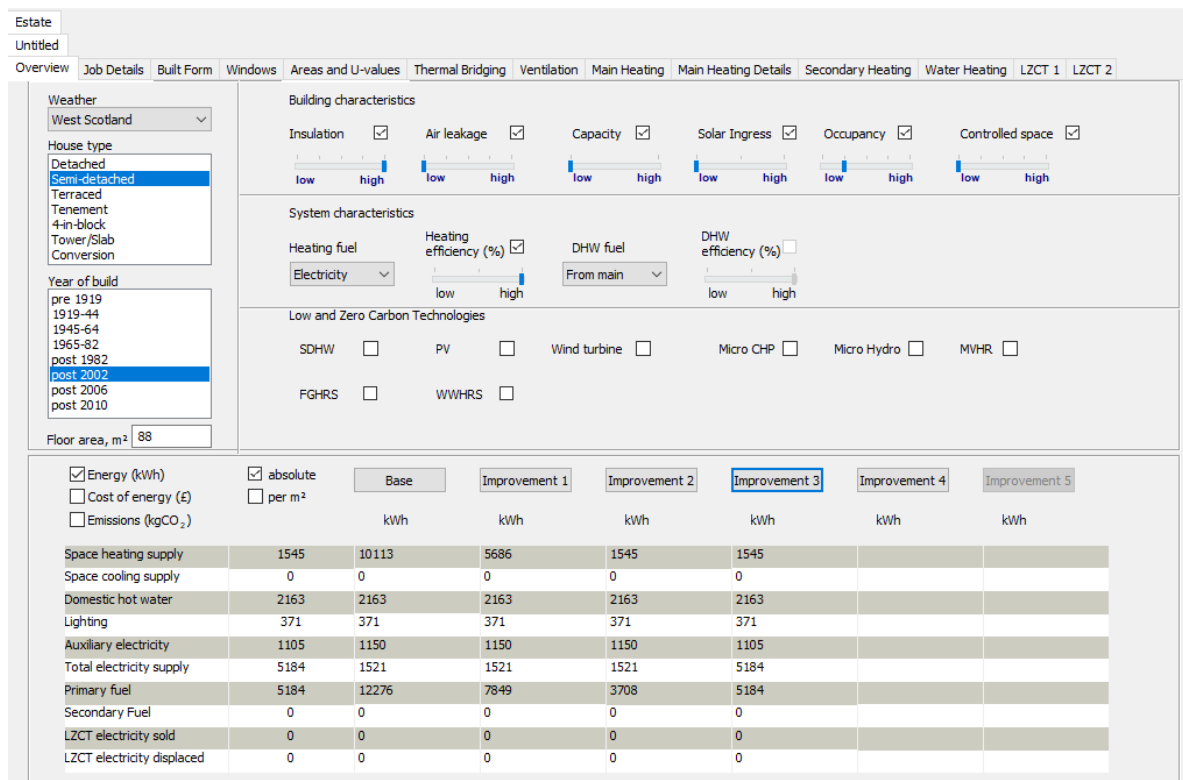 Estate
Untitled
Overview Job Details Built Form Windows Areas and U-values Thermal Bridging Ventilation Main Heating Main Heating Details Secondary Heating Water Heating LZCT 1 LZCT 2
Weather
West Scotland
House type
Detached
Semi-detached
Terraced
Tenement
4-in-block
Tower/Slab
Conversion
Year of build
pre 1919
1919-44
1945-64
1965-82
post 1982
post 2002
post 2006
post 2010
Floor area, m² 88
Building characteristics
Insulation Air leakage Capacity Solar Ingress Occupancy Controlled space
low high low high low high low high low high low high
System characteristics
Heating fuel
Electricity
Heating
efficiency (%)
low high
DHW fuel
From main
DHW
efficiency (%)
low high
Low and Zero Carbon Technologies
SDHW PV Wind turbine Micro CHP Micro Hydro MVHR
FGHRS WWHRS
Energy (kWh) absolute Base Improvement 1 Improvement 2 Improvement 3 Improvement 4 Improvement 5
Cost of energy (£) per m²
Emissions (kgCO₂) kWh kWh kWh kWh kWh kWh
Space heating supply 1545 10113 5686 1545 1545
Space cooling supply 0 0 0 0 0
Domestic hot water 2163 2163 2163 2163 2163
Lighting 371 371 371 371 371
Auxiliary electricity 1105 1150 1150 1150 1105
Total electricity supply 5184 1521 1521 1521 5184
Primary fuel 5184 12276 7849 3708 5184
Secondary Fuel 0 0 0 0 0
LZCT electricity sold 0 0 0 0 0
LZCT electricity displaced 0 0 0 0 0